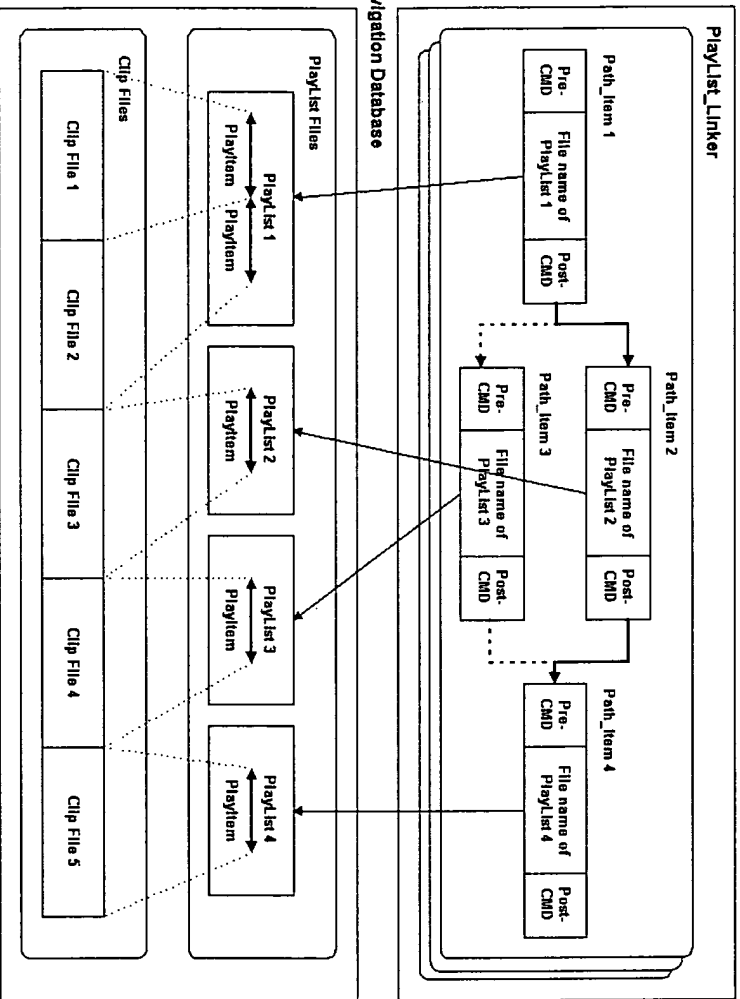 PlayList_Linker
Path_Item 1
Pre-
CMD
File name of
PlayList 1
Post-
CMD
Path_Item 2
Pre-
CMD
File name of
PlayList 2
Post-
CMD
Path_Item 3
Pre-
CMD
File name of
PlayList 3
Post-
CMD
Path_Item 4
Pre-
CMD
File name of
PlayList 4
Post-
CMD
vigation Database
PlayList Files
PlayList 1
PlayItem
PlayItem
PlayList 2
PlayItem
PlayList 3
PlayItem
PlayList 4
PlayItem
Clip Files
Clip File 1
Clip File 2
Clip File 3
Clip File 4
Clip File 5